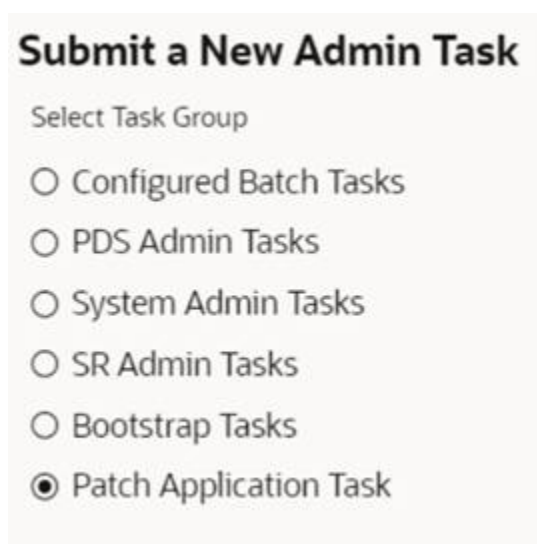 Submit a New Admin Task
Select Task Group
Configured Batch Tasks
PDS Admin Tasks
System Admin Tasks
SR Admin Tasks
Bootstrap Tasks
Patch Application Task